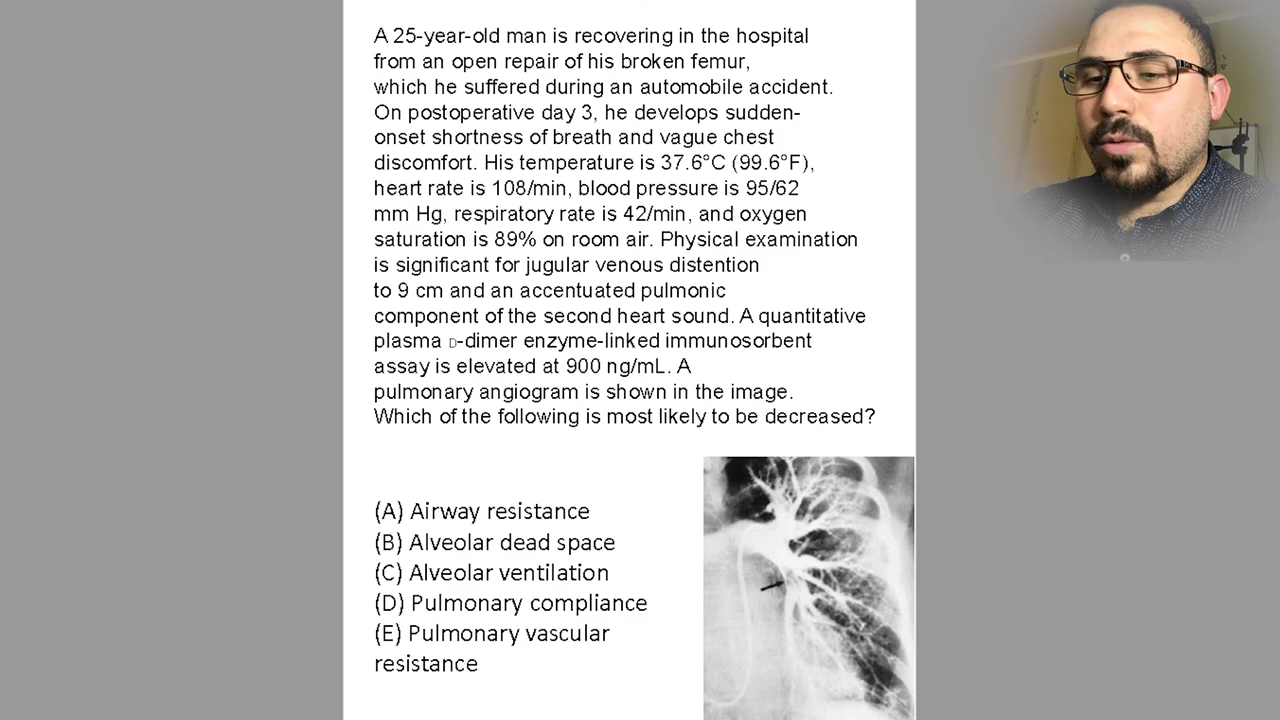 A 25-year-old man is recovering in the hospital
from an open repair of his broken femur,
which he suffered during an automobile accident.
On postoperative day 3, he develops sudden-
onset shortness of breath and vague chest
discomfort. His temperature is 37.6°C (99.6°F),
heart rate is 108/min, blood pressure is 95/62
mm Hg, respiratory rate is 42/min, and oxygen
saturation is 89% on room air. Physical examination
is significant for jugular venous distention
to 9 cm and an accentuated pulmonic
component of the second heart sound. A quantitative
plasma D-dimer enzyme-linked immunosorbent
assay is elevated at 900 ng/mL. A
pulmonary angiogram is shown in the image.
Which of the following is most likely to be decreased?
(A) Airway resistance
(B) Alveolar dead space
(C) Alveolar ventilation
(D) Pulmonary compliance
(E) Pulmonary vascular
resistance